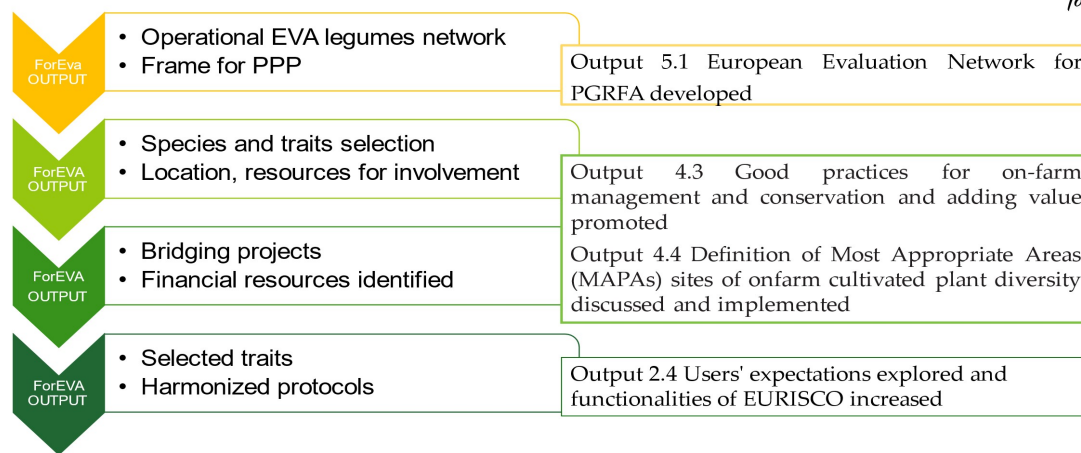 ForEva
OUTPUT
• Operational EVA legumes network
• Frame for PPP
Output 5.1 European Evaluation Network for
PGRFA developed
ForEVA
OUTPUT
• Species and traits selection
• Location, resources for involvement
Output 4.3 Good practices for on-farm
management and conservation and adding value
promoted
Output 4.4 Definition of Most Appropriate Areas
(MAPAs) sites of onfarm cultivated plant diversity
discussed and implemented
ForEVA
OUTPUT
• Bridging projects
• Financial resources identified
ForEVA
OUTPUT
• Selected traits
• Harmonized protocols
Output 2.4 Users' expectations explored and
functionalities of EURISCO increased